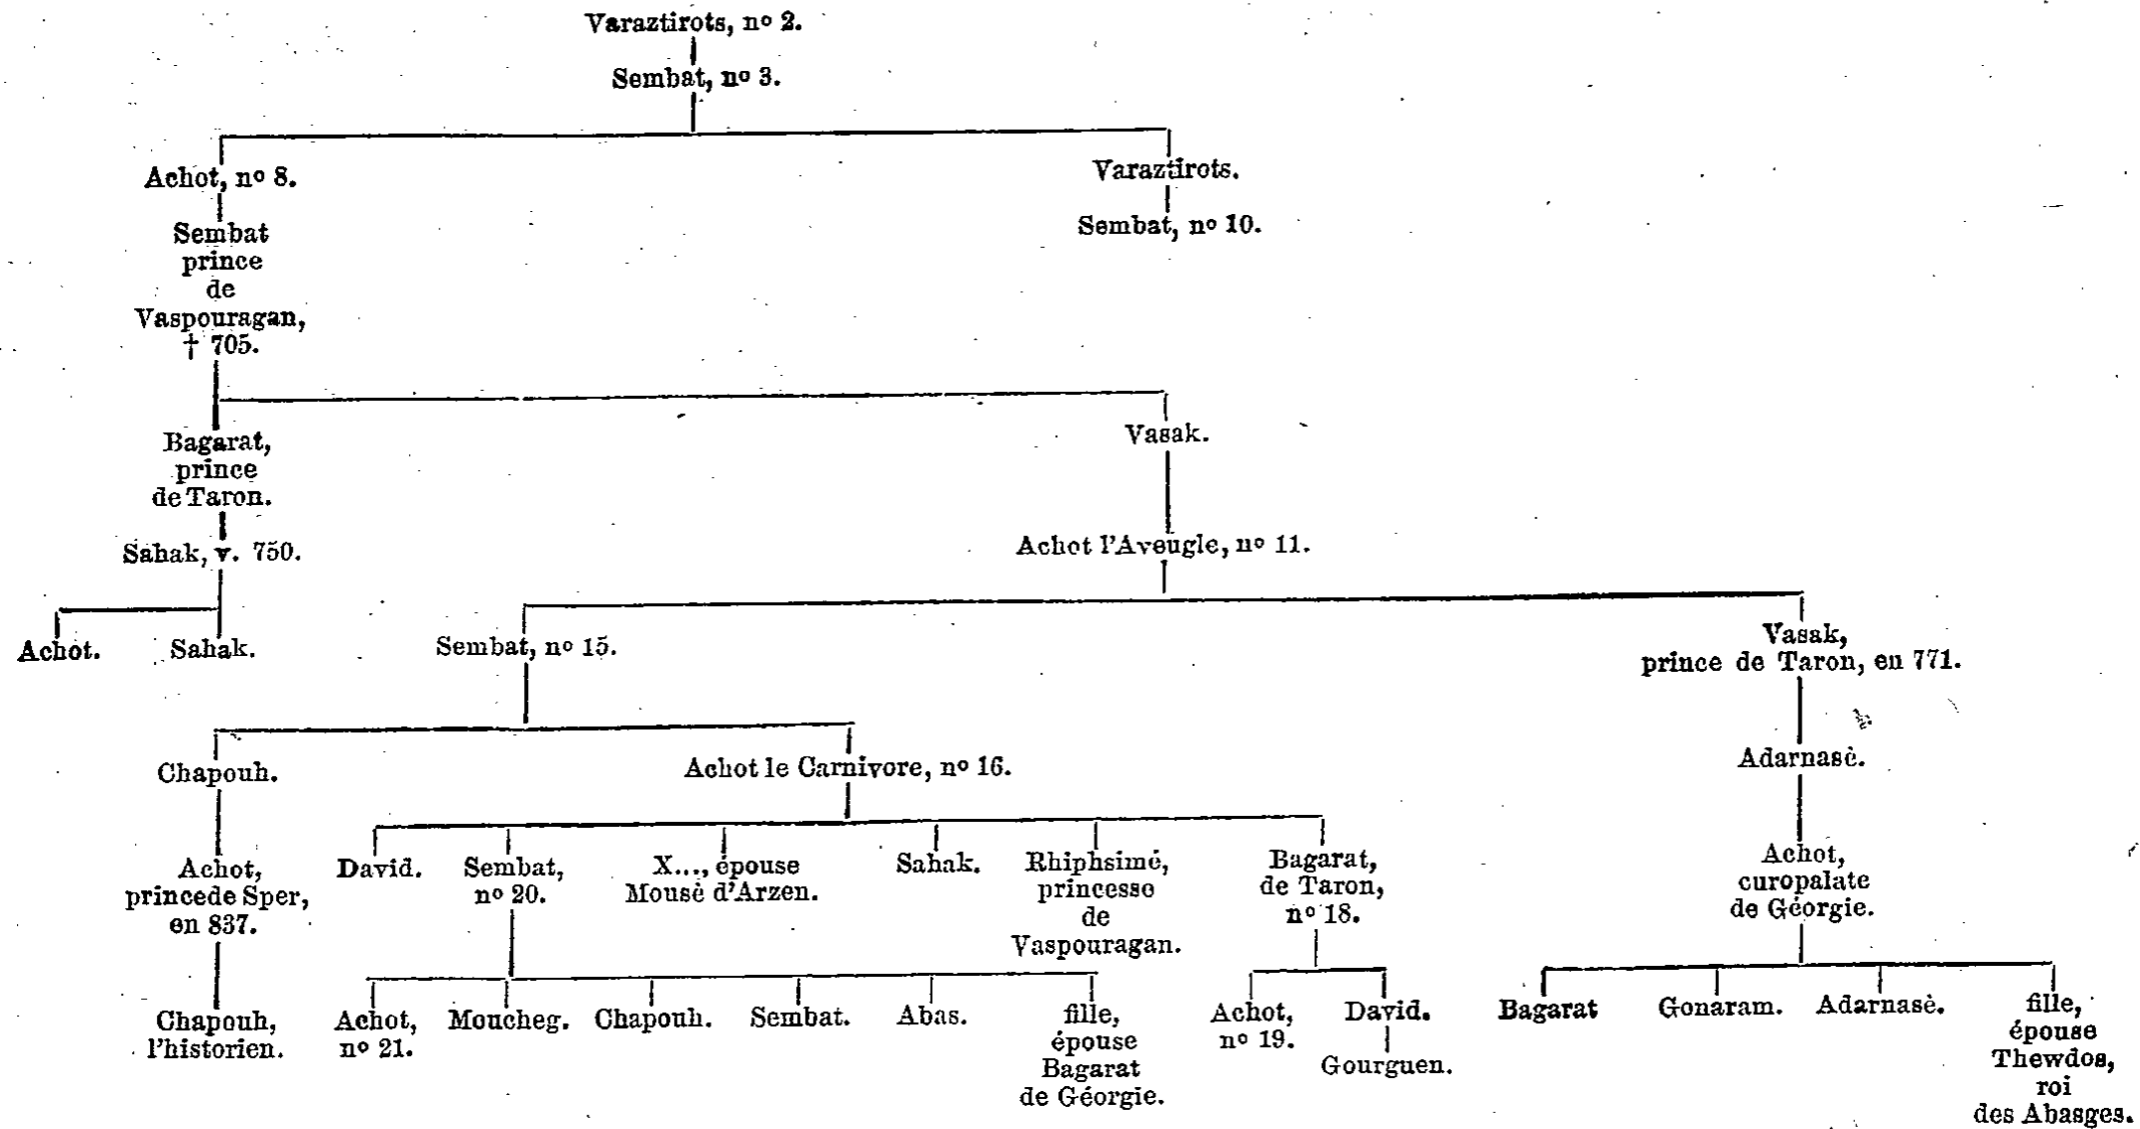 Varaztirots, nº 2.
Sembat, nº 3.
Achot, nº 8.
Varaztirots.
Sembat
prince
de
Vaspouragan,
† 705.
Sembat, nº 10.
Bagarat,
prince
de Taron.
Vasak.
Sahak, v. 750.
Achot l'Aveugle, nº 11.
Achot.
Sahak.
Sembat, nº 15.
Vasak,
prince de Taron, en 771.
Chapouh.
Achot le Carnivore, nº 16.
Adarnasè.
Achot,
prince de Sper,
en 837.
David.
Sembat,
nº 20.
X..., épouse
Mousè d'Arzen.
Sahak.
Rhiphsimé,
princesse
de
Vaspouragan.
Bagarat,
de Taron,
nº 18.
Achot,
curopalate
de Géorgie.
Chapouh,
l'historien.
Achot,
nº 21.
Moucheg.
Chapouh.
Sembat.
Abas.
fille,
épouse
Bagarat
de Géorgie.
Achot,
nº 19.
David.
Gourguen.
Bagarat
Gonaram.
Adarnasè.
fille,
épouse
Thewdos,
roi
des Abasges.